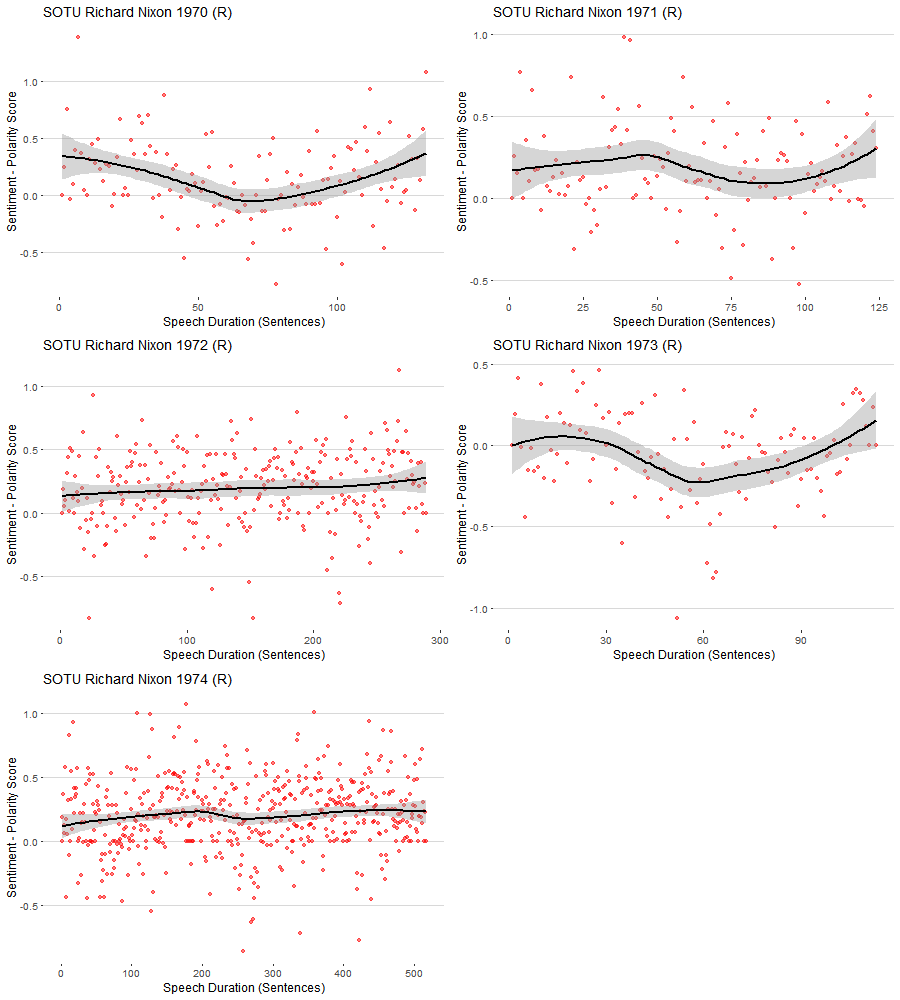 SOTU Richard Nixon 1970 (R)
Sentiment - Polarity Score
1.0
0.5
0.0
-0.5
0
50
100
Speech Duration (Sentences)
SOTU Richard Nixon 1971 (R)
Sentiment - Polarity Score
1.0
0.5
0.0
-0.5
0
25
50
75
100
125
Speech Duration (Sentences)
SOTU Richard Nixon 1972 (R)
Sentiment - Polarity Score
1.0
0.5
0.0
-0.5
0
100
200
300
Speech Duration (Sentences)
SOTU Richard Nixon 1973 (R)
Sentiment - Polarity Score
0.5
0.0
-0.5
-1.0
0
30
60
90
Speech Duration (Sentences)
SOTU Richard Nixon 1974 (R)
Sentiment - Polarity Score
1.0
0.5
0.0
-0.5
0
100
200
300
400
500
Speech Duration (Sentences)